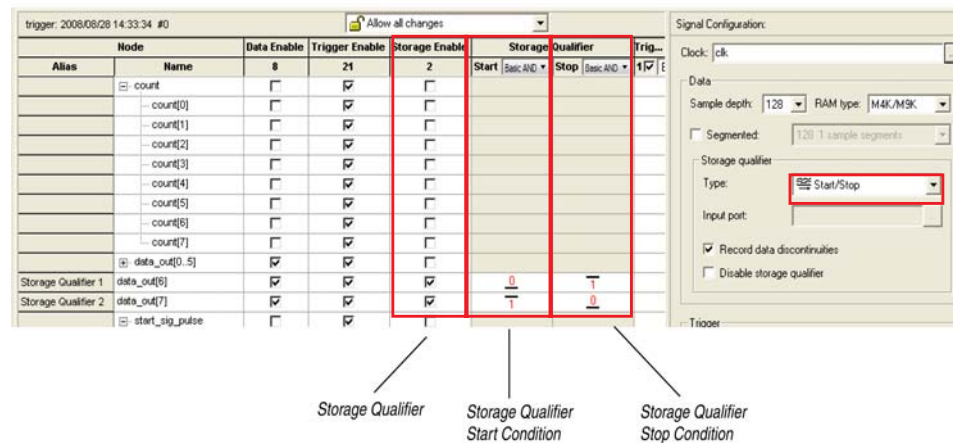 trigger: 2008/08/28 14:33:34 #0
Allow all changes
Signal Configuration:
Node Data Enable Trigger Enable Storage Enable Storage Qualifier Trig...
Alias Name 8 21 2 Start Basic AND Stop Basic AND 1
Clock: clk
Data
Sample depth: 128 RAM type: M4K/M9K
Segmented: 128 1 sample segments
Storage qualifier
Type: Start/Stop
Input port:
Record data discontinuities
Disable storage qualifier
Trigger
count
count[0]
count[1]
count[2]
count[3]
count[4]
count[5]
count[6]
count[7]
data_out[0..5]
Storage Qualifier 1 data_out[6] 0 1
Storage Qualifier 2 data_out[7] 1 0
start_sig_pulse
Storage Qualifier
Storage Qualifier
Start Condition
Storage Qualifier
Stop Condition